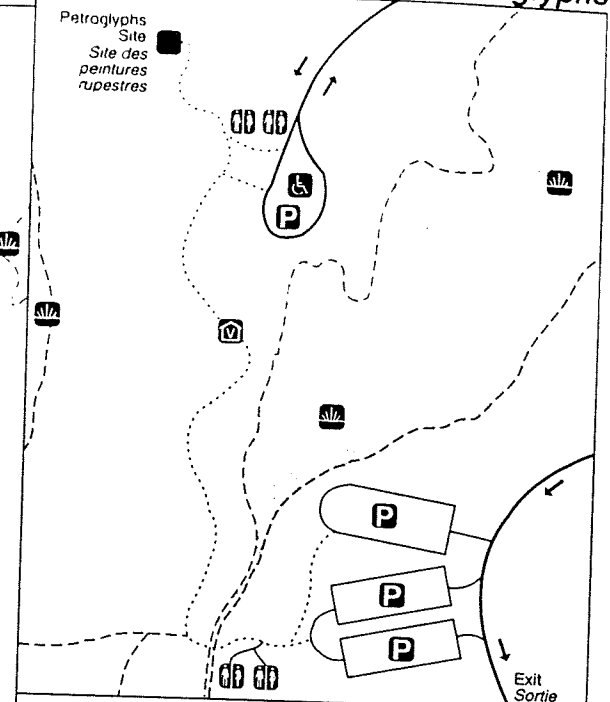 Petroglyphs
Site
Site des
peintures
rupestres
P
V
P
P
P
Exit
Sortie